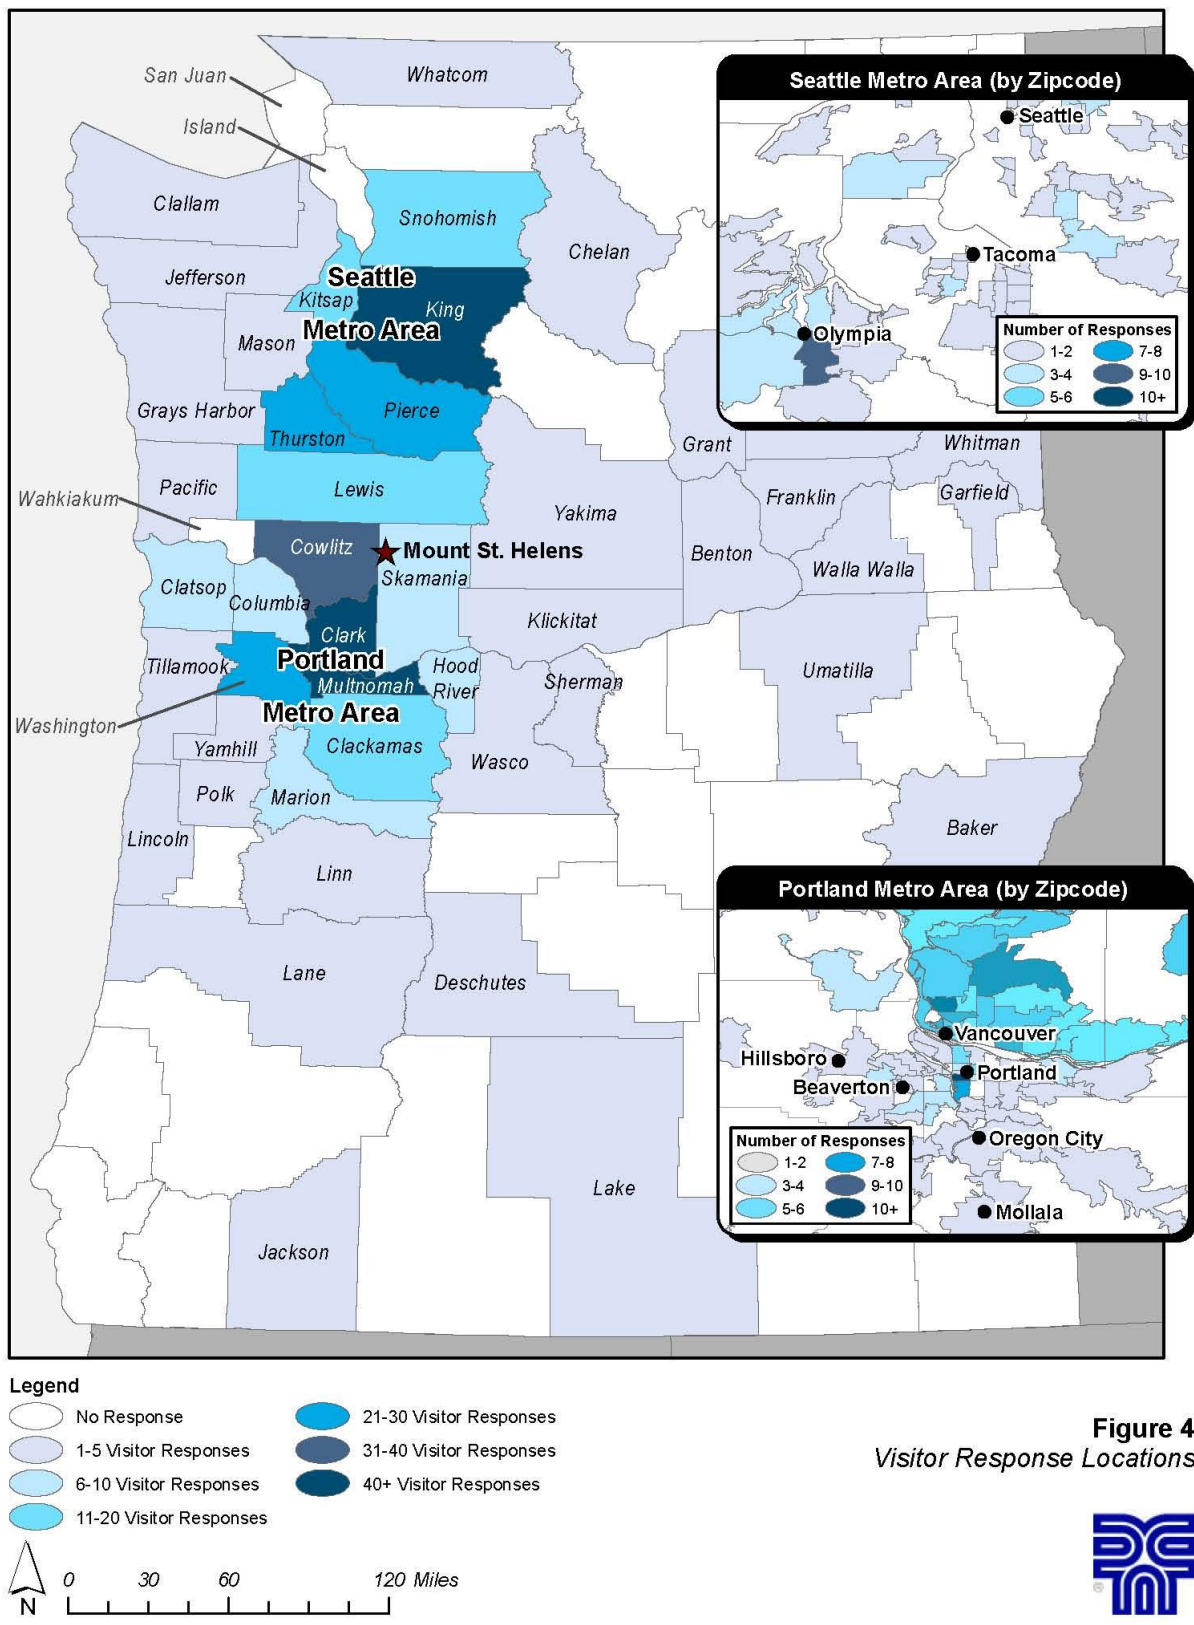 Whatcom
San Juan
Island
Clallam
Snohomish
Chelan
Jefferson
Seattle
Kitsap
King
Metro Area
Mason
Grays Harbor
Pierce
Thurston
Grant
Whitman
Pacific
Lewis
Wahkiakum
Yakima
Franklin
Garfield
Cowlitz
Mount St. Helens
Benton
Walla Walla
Clatsop
Columbia
Skamania
Klickitat
Clark
Portland
Tillamook
Multnomah
Hood
River
Sherman
Umatilla
Washington
Metro Area
Yamhill
Clackamas
Wasco
Polk
Marion
Baker
Lincoln
Linn
Lane
Deschutes
Lake
Jackson
Seattle Metro Area (by Zipcode)
Seattle
Tacoma
Olympia
Number of Responses
1-2 7-8
3-4 9-10
5-6 10+
Portland Metro Area (by Zipcode)
Vancouver
Hillsboro
Portland
Beaverton
Oregon City
Mollala
Number of Responses
1-2 7-8
3-4 9-10
5-6 10+
Legend
No Response 21-30 Visitor Responses
1-5 Visitor Responses 31-40 Visitor Responses
6-10 Visitor Responses 40+ Visitor Responses
11-20 Visitor Responses
Figure 4
Visitor Response Locations
N
0 30 60 120 Miles
®